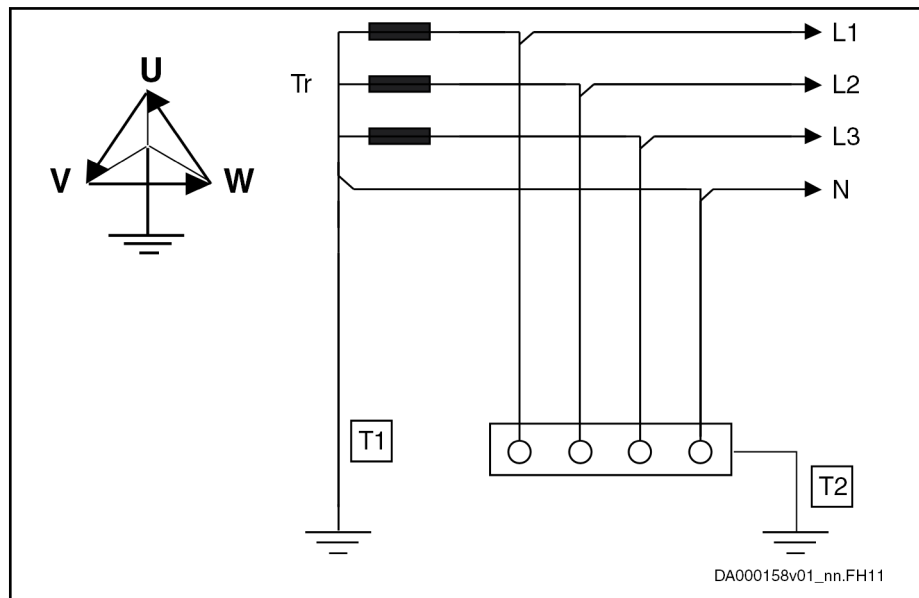 U
V
W
Tr
L1
L2
L3
N
T1
T2
DA000158v01_nn.FH11